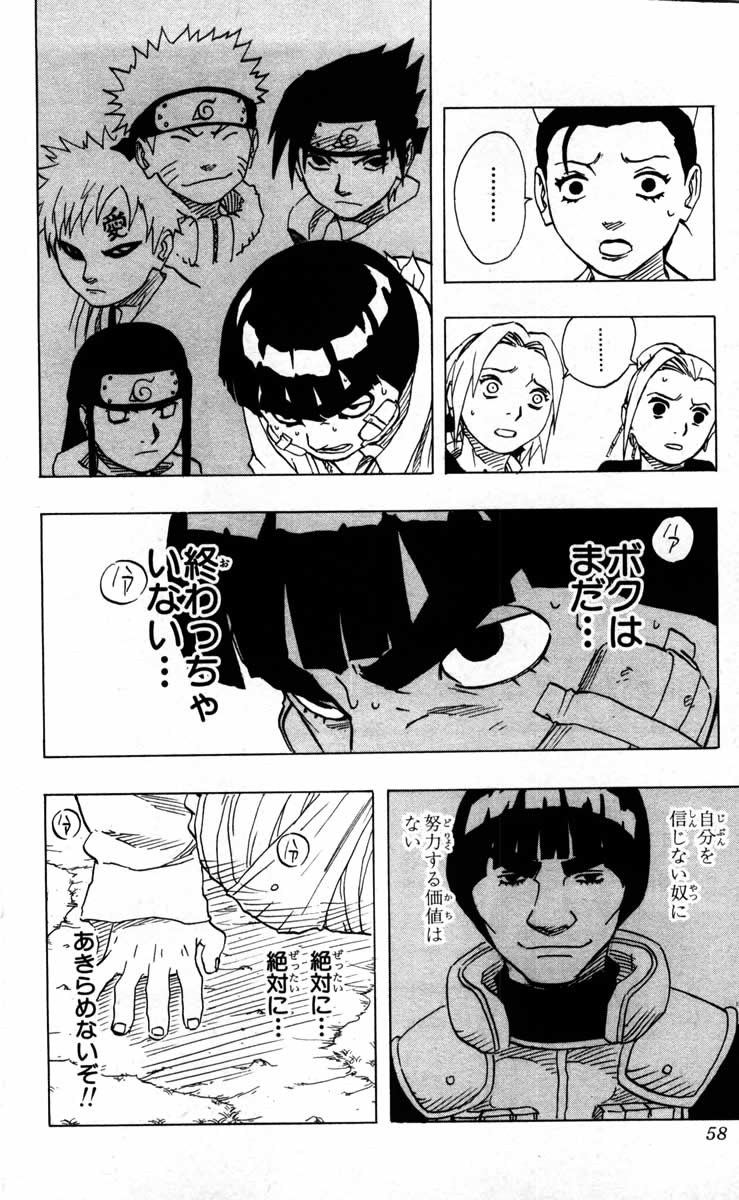 ………
………
愛
ボクは
まだ…
終わっちゃ
いない…
自分を
信じない奴に
努力する価値は
ない
絶対に…
絶対に…
あきらめないぞ!!
58